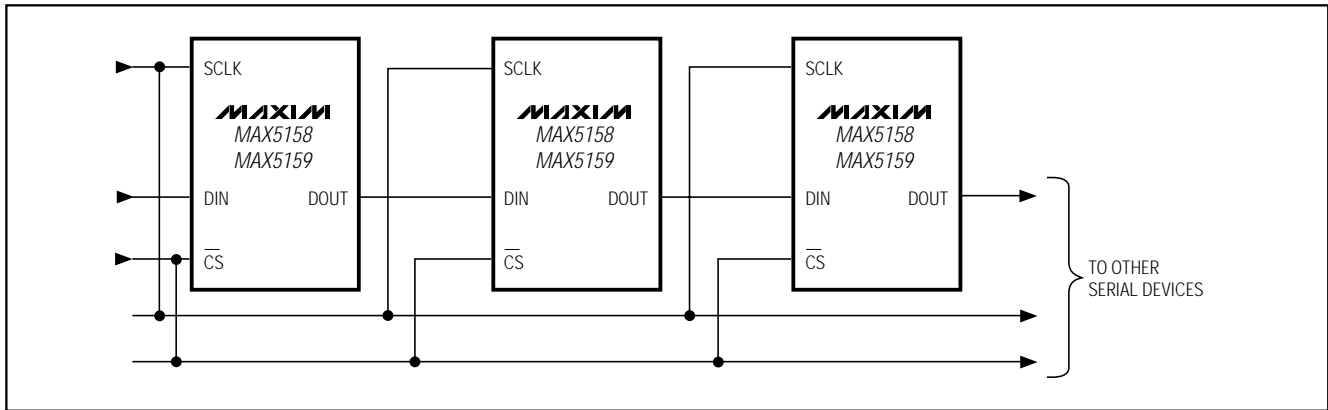 SCLK
MAXIM
MAX5158
MAX5159
DIN DOUT
CS
SCLK
MAXIM
MAX5158
MAX5159
DIN DOUT
CS
SCLK
MAXIM
MAX5158
MAX5159
DIN DOUT
CS
TO OTHER
SERIAL DEVICES